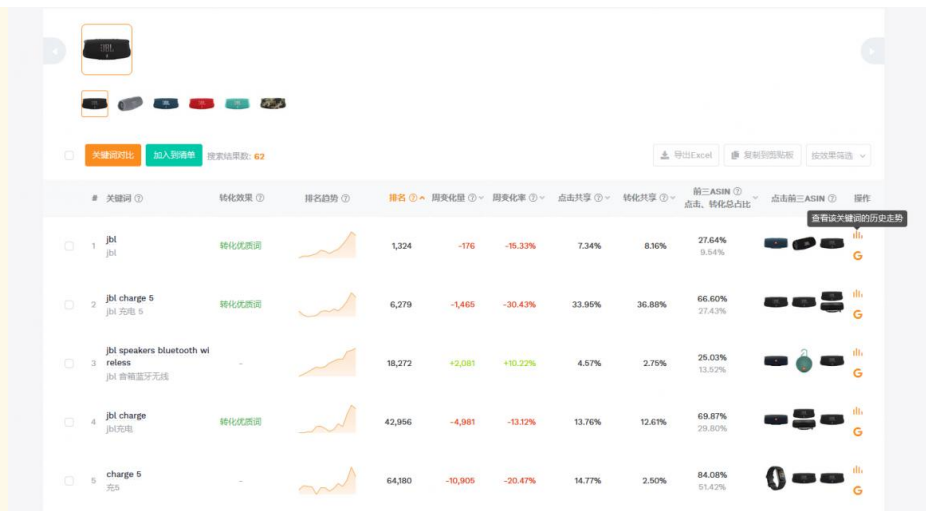 关键词对比 加入到清单 搜索结果数: 62 导出Excel 复制到剪贴板 按效果筛选
# 关键词 转化效果 排名趋势 排名 周变化量 周变化率 点击共享 转化共享 前三ASIN 点击、转化总占比 点击前三ASIN 操作
查看该关键词的历史走势
1 jbl 转化优质词 1,324 -176 -15.33% 7.34% 8.16% 27.64%
jbl 9.54%
2 jbl charge 5 转化优质词 6,279 -1,465 -30.43% 33.95% 36.88% 66.60%
jbl 充电 5 27.43%
3 jbl speakers bluetooth wi
reless - 18,272 +2,081 +10.22% 4.57% 2.75% 25.03%
jbl 音箱蓝牙无线 13.52%
4 jbl charge 转化优质词 42,956 -4,981 -13.12% 13.76% 12.61% 69.87%
jbl充电 29.80%
5 charge 5 - 64,180 -10,905 -20.47% 14.77% 2.50% 84.08%
充5 51.42%